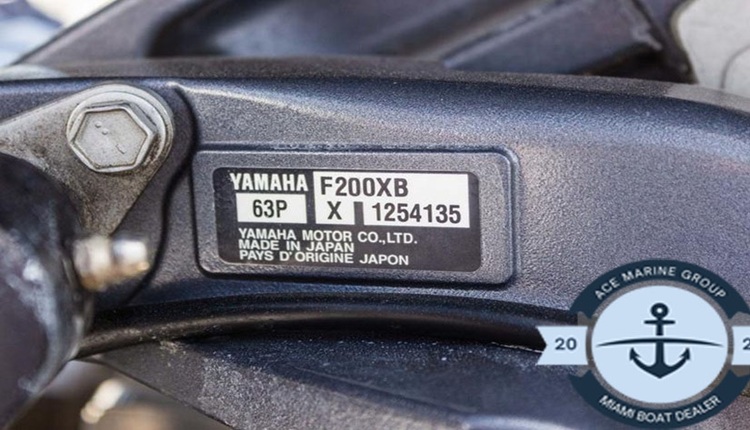 YAMAHA F200XB
63P X 1254135
YAMAHA MOTOR CO.,LTD.
MADE IN JAPAN
PAYS D'ORIGINE JAPON
ACE MARINE GROUP
20 2
MIAMI BOAT DEALER